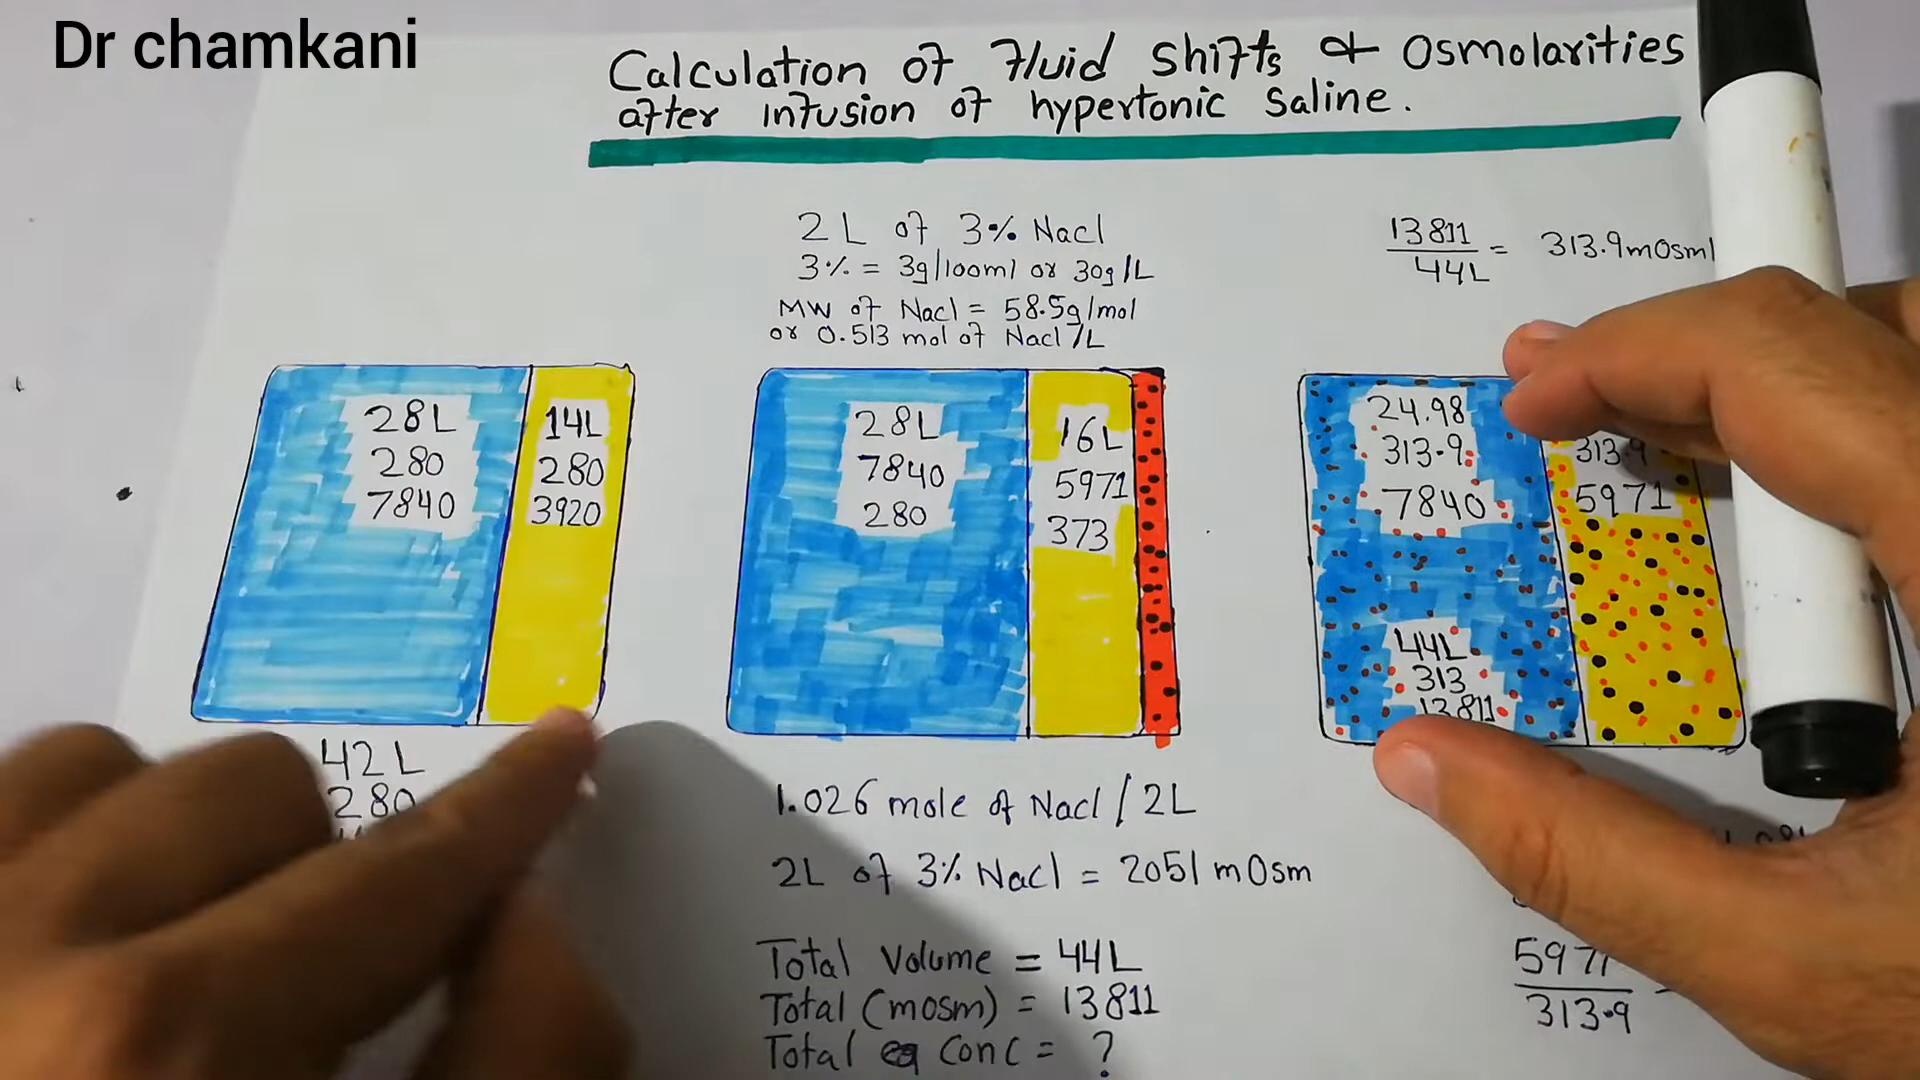 Dr chamkani
Calculation of Fluid Shifts & Osmolarities
after infusion of hypertonic Saline.
2L of 3% Nacl
3% = 3g/100ml or 30g/L
MW of Nacl = 58.5g/mol
or 0.513 mol of Nacl/L
13811
44L
= 313.9mOsm
28L
280
7840
14L
280
3920
42L
280
28L
7840
280
16L
5971
373
1.026 mole of Nacl/2L
2L of 3% Nacl = 2051 mOsm
Total Volume = 44L
Total (mosm) = 13811
Total eq Conc = ?
24.98
313.9
7840
44L
313
13811
313.9
5971
5971
313.9